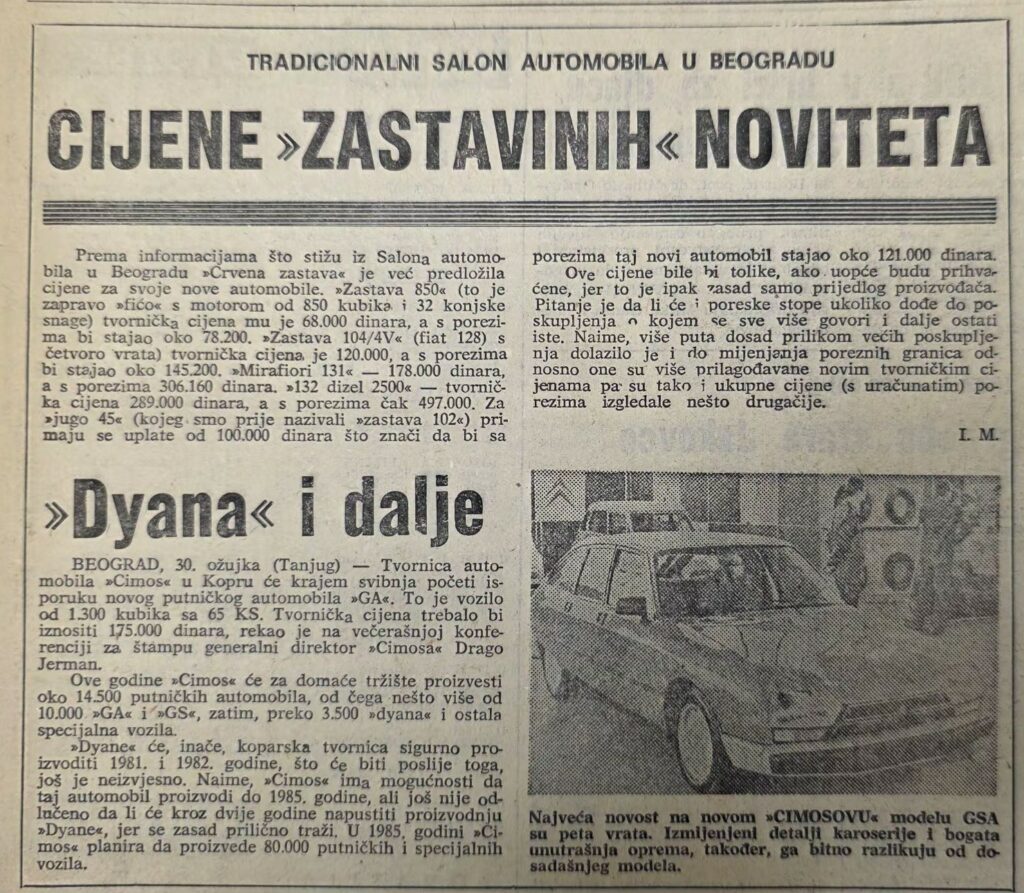 TRADICIONALNI SALON AUTOMOBILA U BEOGRADU
CIJENE »ZASTAVINIH« NOVITETA
Prema informacijama što stižu iz Salona automo-
bila u Beogradu »Crvena zastava« je već predložila
cijene za svoje nove automobile. »Zastava 850« (to je
zapravo »fićo« s motorom od 850 kubika i 32 konjske
snage) tvornička cijena mu je 68.000 dinara, a s porezi-
ma bi stajao oko 78.200. »Zastava 104/4V« (fiat 128) s
četvoro vrata) tvornička cijena je 120.000, a s porezima
bi stajao oko 145.200. »Mirafiori 131« — 178.000 dinara,
a s porezima 306.160 dinara. »132 dizel 2500« — tvornič-
ka cijena 289.000 dinara, a s porezima čak 497.000. Za
»jugo 45« (kojeg smo prije nazivali »zastava 102«) pri-
maju se uplate od 100.000 dinara što znači da bi sa
porezima taj novi automobil stajao oko 121.000 dinara.
Ove cijene bile bi tolike, ako uopće budu prihva-
ćene, jer to je ipak zasad samo prijedlog proizvođača.
Pitanje je da li će i poreske stope ukoliko dođe do po-
skupljenja o kojem se sve više govori i dalje ostati
iste. Naime, više puta dosad prilikom većih poskuplje-
nja dolazilo je i do mijenjanja poreznih granica od-
nosno one su više prilagođavane novim tvorničkim ci-
jenama pa su tako i ukupne cijene (s uračunatim) po-
rezima izgledale nešto drugačije.
I. M.
»Dyana« i dalje
BEOGRAD, 30. ožujka (Tanjug) — Tvornica auto-
mobila »Cimos« u Kopru će krajem svibnja početi is-
poruku novog putničkog automobila »GA«. To je vozilo
od 1.300 kubika sa 65 KS. Tvornička cijena trebalo bi
iznositi 175.000 dinara, rekao je na večerašnjoj konfe-
renciji za štampu generalni direktor »Cimosa« Drago
Jerman.
Ove godine »Cimos« će za domaće tržište proizvesti
oko 14.500 putničkih automobila, od čega nešto više od
10.000 »GA« i »GS«, zatim, preko 3.500 »dyana« i ostala
specijalna vozila.
»Dyane« će, inače, koparska tvornica sigurno pro-
izvoditi 1981. i 1982. godine, što će biti poslije toga,
još je neizvjesno. Naime, »Cimos« ima mogućnosti da
taj automobil proizvodi do 1985. godine, ali još nije od-
lučeno da li će kroz dvije godine napustiti proizvodnju
»Dyane«, jer se zasad prilično traži. U 1985. godini »Ci-
mos« planira da proizvede 80.000 putničkih i specijalnih
vozila.
Najveća novost na novom »CIMOSOVU« modelu GSA
su peta vrata. Izmijenjeni detalji karoserije i bogata
unutrašnja oprema, također, ga bitno razlikuju od do-
sadašnjeg modela.